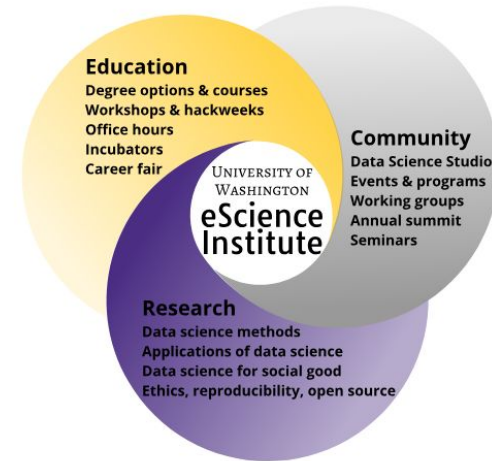 Education
Degree options & courses
Workshops & hackweeks
Office hours
Incubators
Career fair
Community
Data Science Studio
Events & programs
Working groups
Annual summit
Seminars
University of
Washington
eScience
Institute
Research
Data science methods
Applications of data science
Data science for social good
Ethics, reproducibility, open source